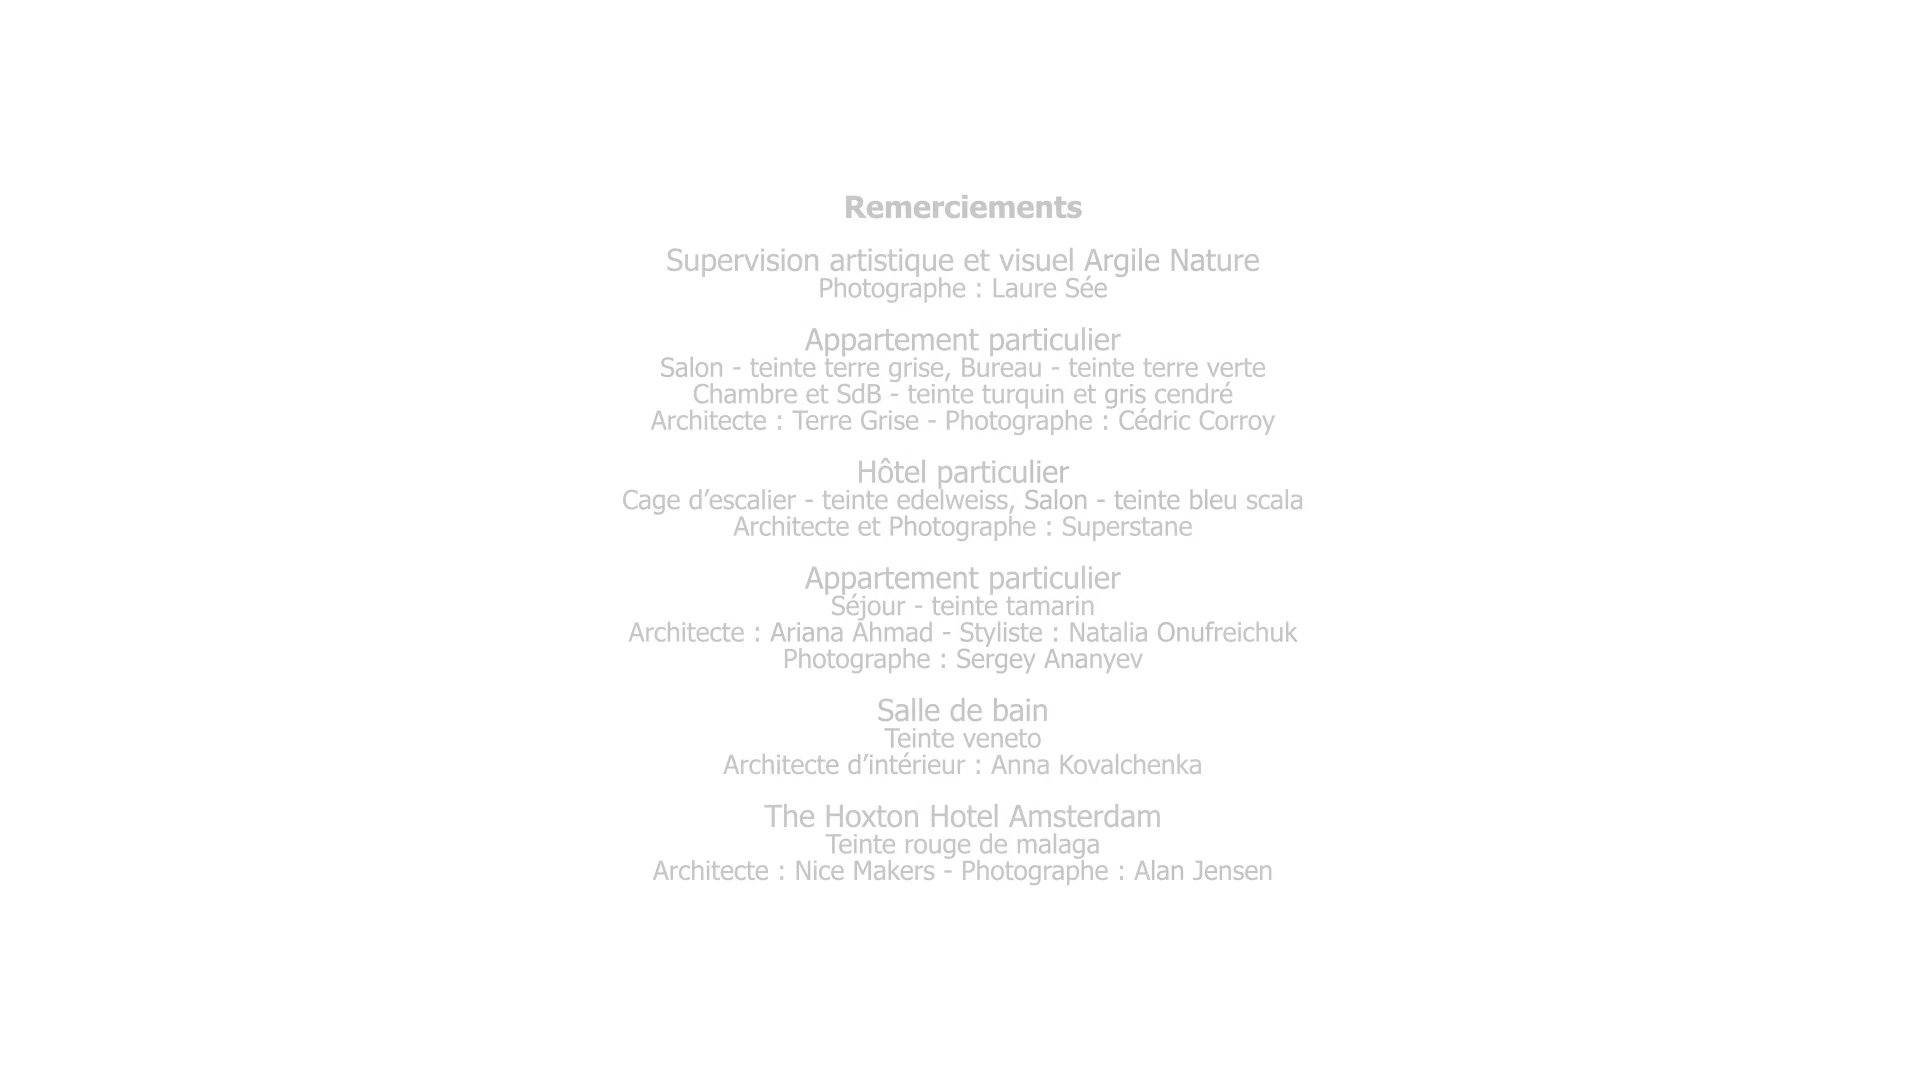 Remerciements
Supervision artistique et visuel Argile Nature
Photographe : Laure Sée
Appartement particulier
Salon - teinte terre grise, Bureau - teinte terre verte
Chambre et SdB - teinte turquin et gris cendré
Architecte : Terre Grise - Photographe : Cédric Corroy
Hôtel particulier
Cage d’escalier - teinte edelweiss, Salon - teinte bleu scala
Architecte et Photographe : Superstane
Appartement particulier
Séjour - teinte tamarin
Architecte : Ariana Ahmad - Styliste : Natalia Onufreichuk
Photographe : Sergey Ananyev
Salle de bain
Teinte veneto
Architecte d’intérieur : Anna Kovalchenka
The Hoxton Hotel Amsterdam
Teinte rouge de malaga
Architecte : Nice Makers - Photographe : Alan Jensen